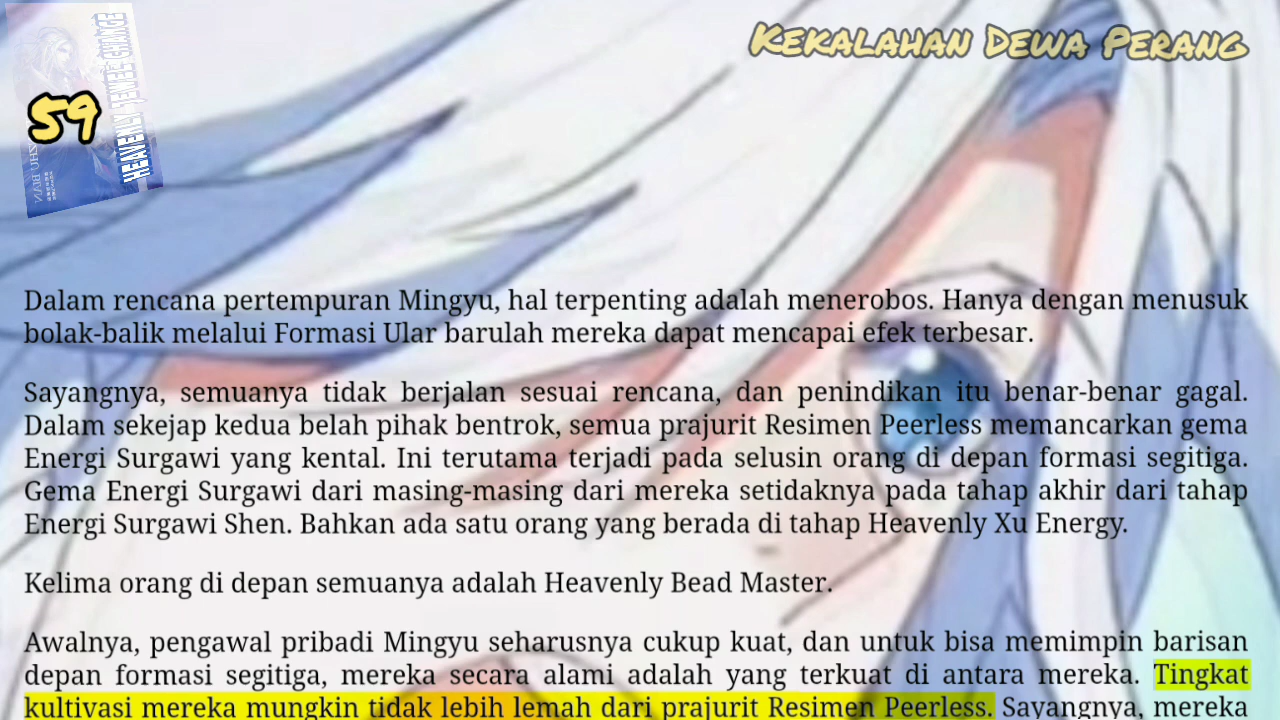 Kekalahan Dewa Perang
59
HEAVENLY JEWEL CHANGE
Dalam rencana pertempuran Mingyu, hal terpenting adalah menerobos. Hanya dengan menusuk
bolak-balik melalui Formasi Ular barulah mereka dapat mencapai efek terbesar.
Sayangnya, semuanya tidak berjalan sesuai rencana, dan penindikan itu benar-benar gagal.
Dalam sekejap kedua belah pihak bentrok, semua prajurit Resimen Peerless memancarkan gema
Energi Surgawi yang kental. Ini terutama terjadi pada selusin orang di depan formasi segitiga.
Gema Energi Surgawi dari masing-masing dari mereka setidaknya pada tahap akhir dari tahap
Energi Surgawi Shen. Bahkan ada satu orang yang berada di tahap Heavenly Xu Energy.
Kelima orang di depan semuanya adalah Heavenly Bead Master.
Awalnya, pengawal pribadi Mingyu seharusnya cukup kuat, dan untuk bisa memimpin barisan
depan formasi segitiga, mereka secara alami adalah yang terkuat di antara mereka. Tingkat
kultivasi mereka mungkin tidak lebih lemah dari prajurit Resimen Peerless. Sayangnya, mereka